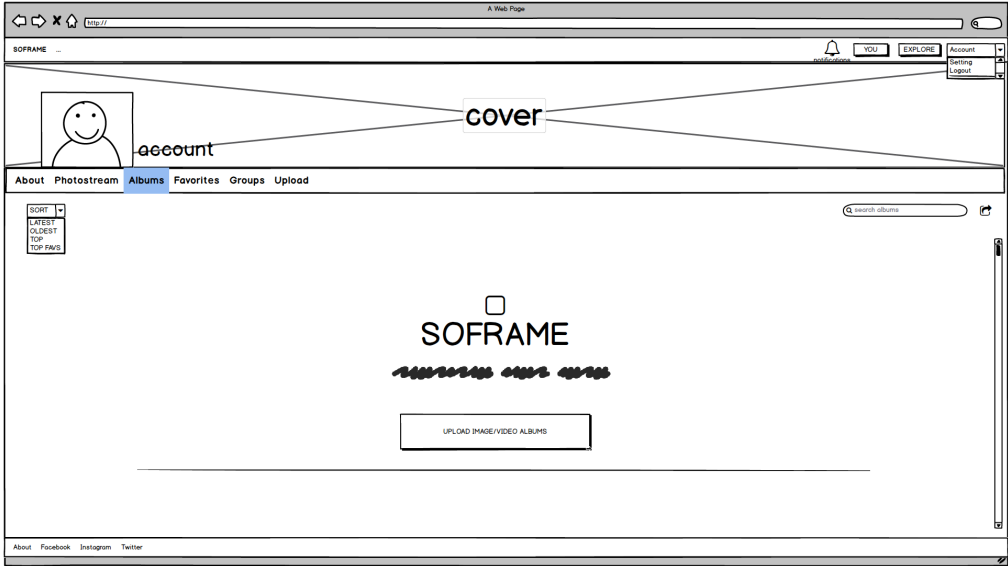 A Web Page
http://
SOFRAME ...
notifications
YOU
EXPLORE
Account
Setting
Logout
cover
account
About Photostream Albums Favorites Groups Upload
SORT
LATEST
OLDEST
TOP
TOP FAVS
search albums
SOFRAME
UPLOAD IMAGE/VIDEO ALBUMS
About Facebook Instagram Twitter